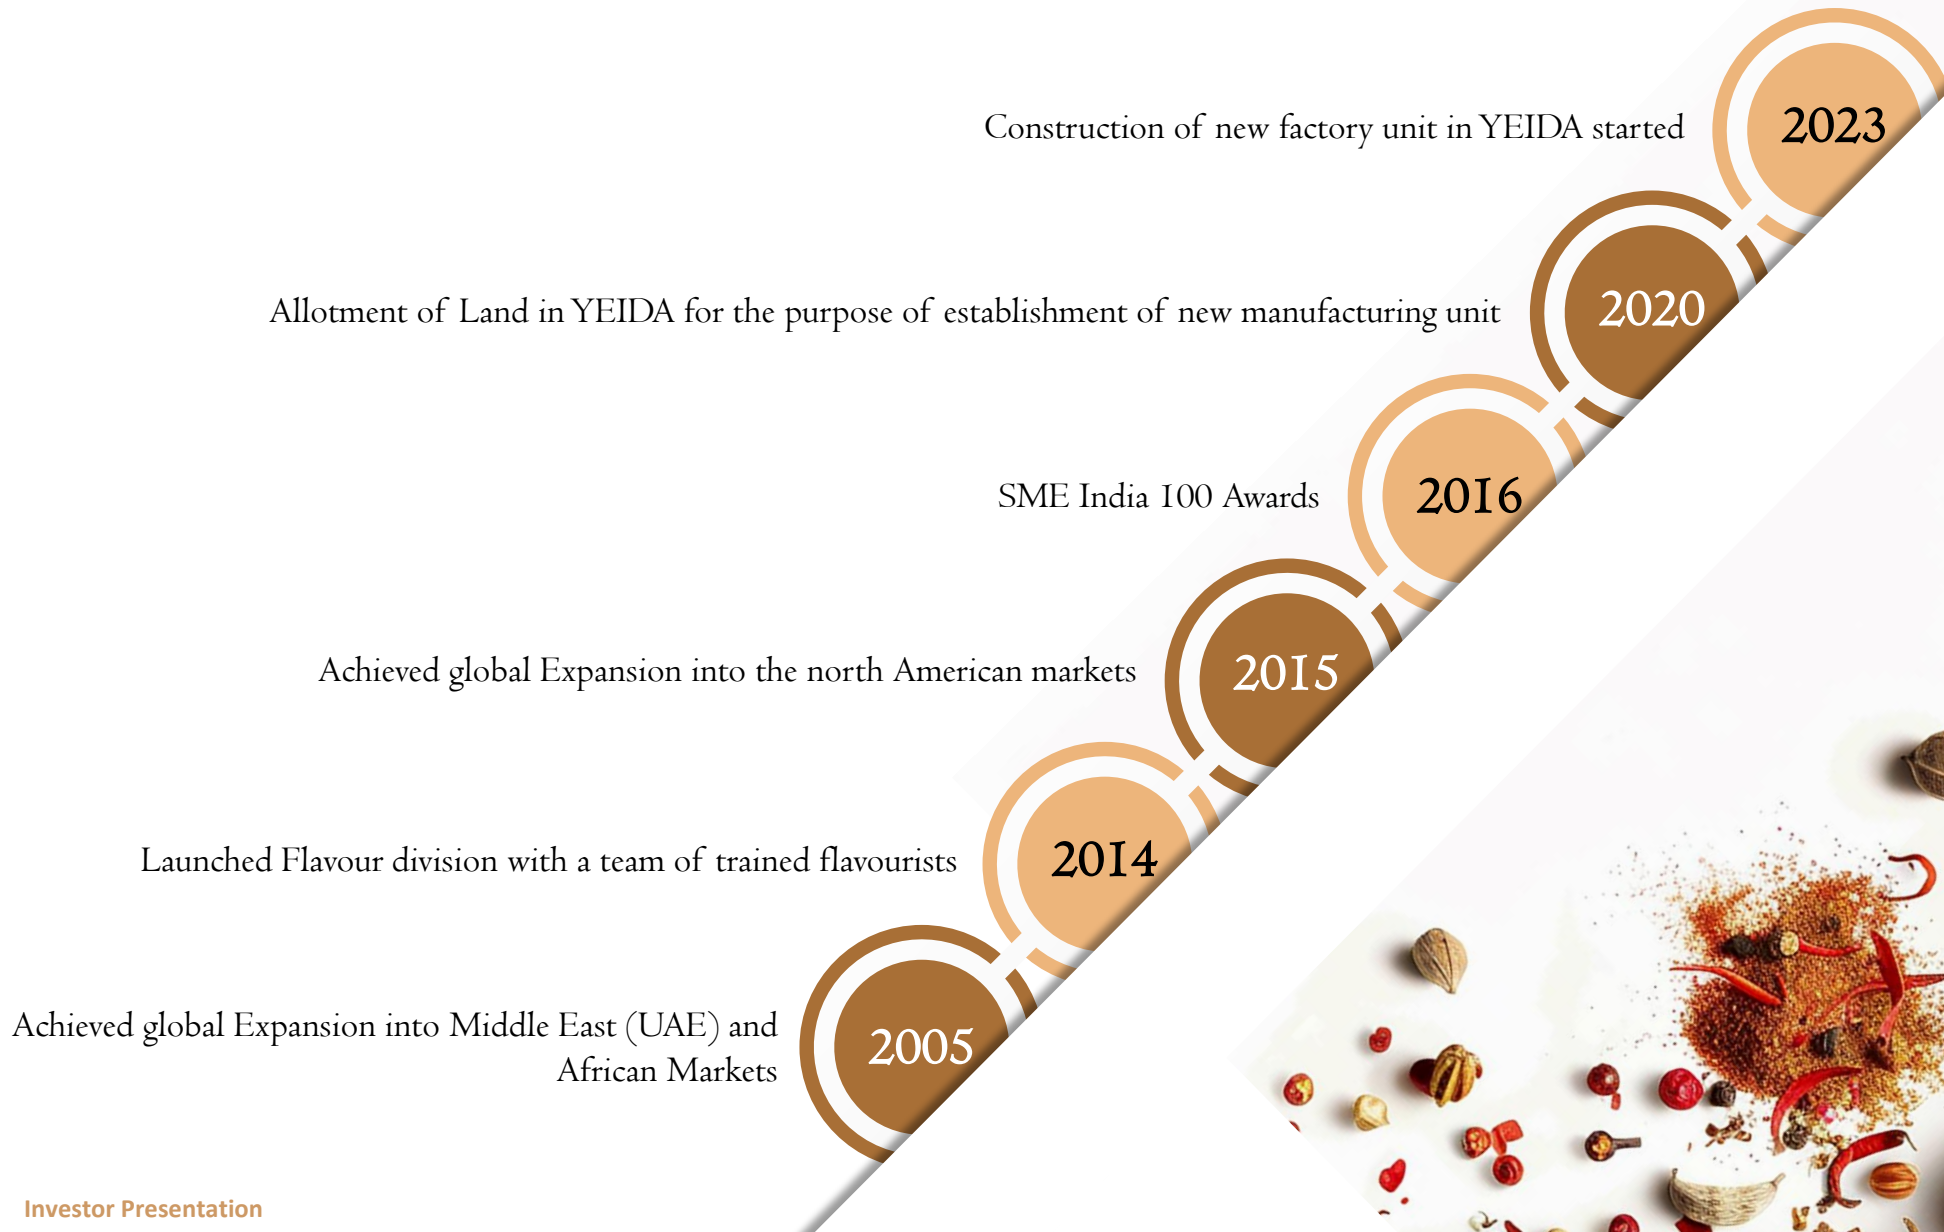 Construction of new factory unit in YEIDA started
2023
Allotment of Land in YEIDA for the purpose of establishment of new manufacturing unit
2020
SME India 100 Awards
2016
Achieved global Expansion into the north American markets
2015
Launched Flavour division with a team of trained flavourists
2014
Achieved global Expansion into Middle East (UAE) and
African Markets
2005
Investor Presentation